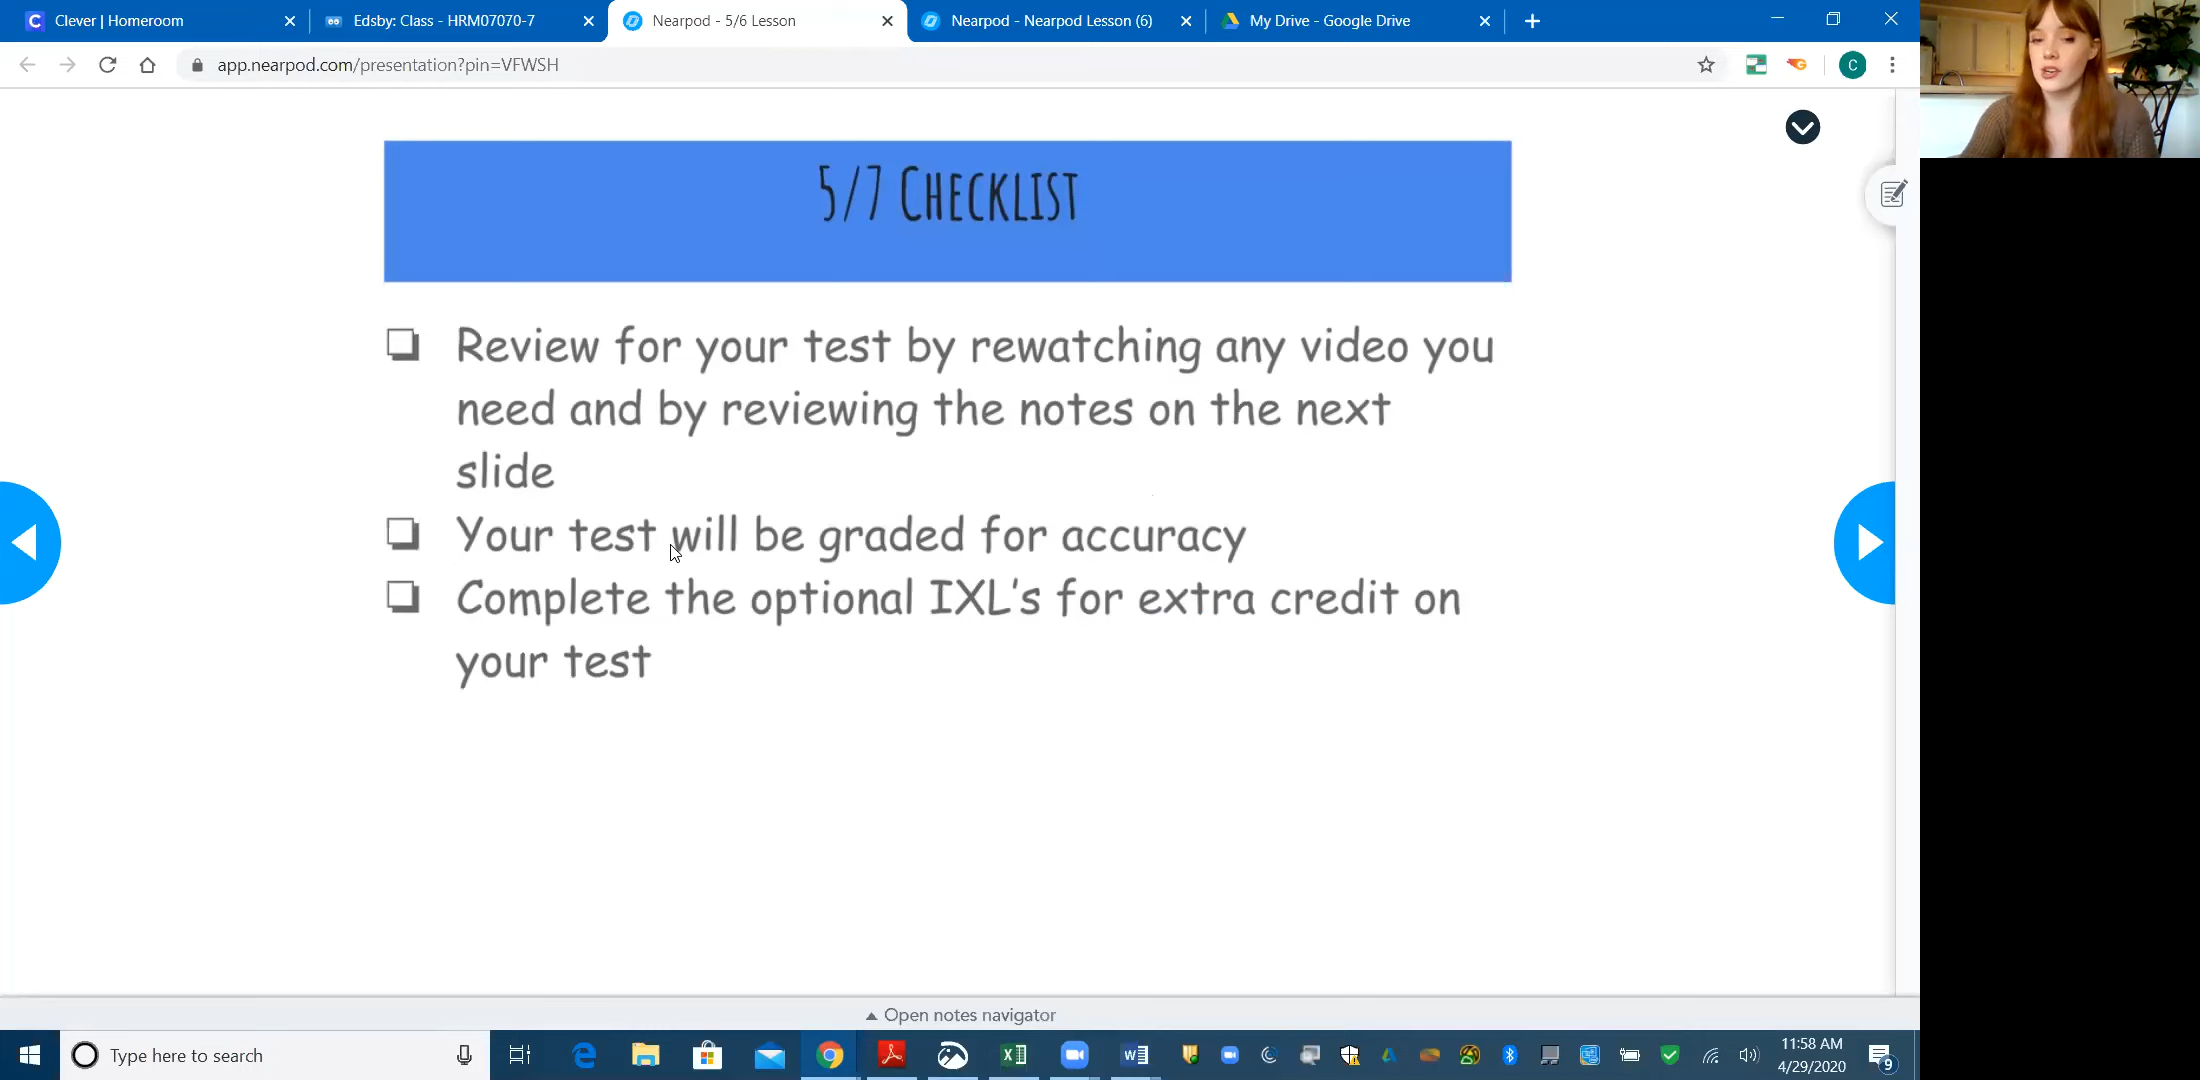 Clever | Homeroom
Edsby: Class - HRM07070-7
Nearpod - 5/6 Lesson
Nearpod - Nearpod Lesson (6)
My Drive - Google Drive
app.nearpod.com/presentation?pin=VFWSH
C
5/7 Checklist
Review for your test by rewatching any video you
need and by reviewing the notes on the next
slide
Your test will be graded for accuracy
Complete the optional IXL's for extra credit on
your test
Open notes navigator
Type here to search
11:58 AM
4/29/2020
9